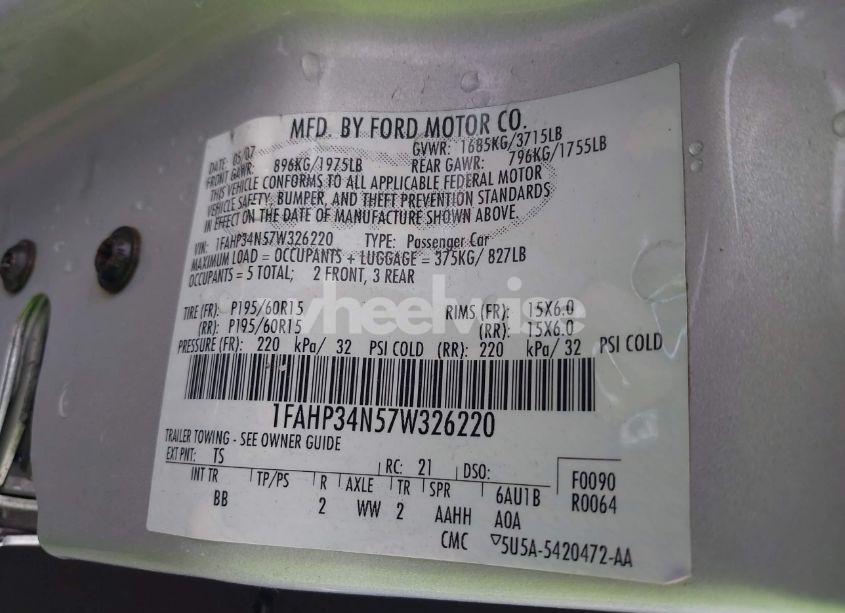 MFD. BY FORD MOTOR CO.
DATE: 05/07 GVWR: 1685KG/3715LB
FRONT GAWR: 896KG/1975LB REAR GAWR: 796KG/1755LB
THIS VEHICLE CONFORMS TO ALL APPLICABLE FEDERAL MOTOR
VEHICLE SAFETY, BUMPER, AND THEFT PREVENTION STANDARDS
IN EFFECT ON THE DATE OF MANUFACTURE SHOWN ABOVE.
VIN: 1FAHP34N57W326220 TYPE: Passenger Car
MAXIMUM LOAD = OCCUPANTS + LUGGAGE = 375KG/ 827LB
OCCUPANTS = 5 TOTAL; 2 FRONT, 3 REAR
TIRE (FR): P195/60R15 RIMS (FR): 15X6.0
(RR): P195/60R15 (RR): 15X6.0
PRESSURE (FR): 220 kPa/ 32 PSI COLD (RR): 220 kPa/ 32 PSI COLD
wheelwise
1FAHP34N57W326220
TRAILER TOWING - SEE OWNER GUIDE
EXT PNT: TS RC: 21 DSO: F0090
INT TR TP/PS R AXLE TR SPR 6AU1B R0064
BB 2 WW 2 AAHH A0A
CMC ▽5U5A-5420472-AA